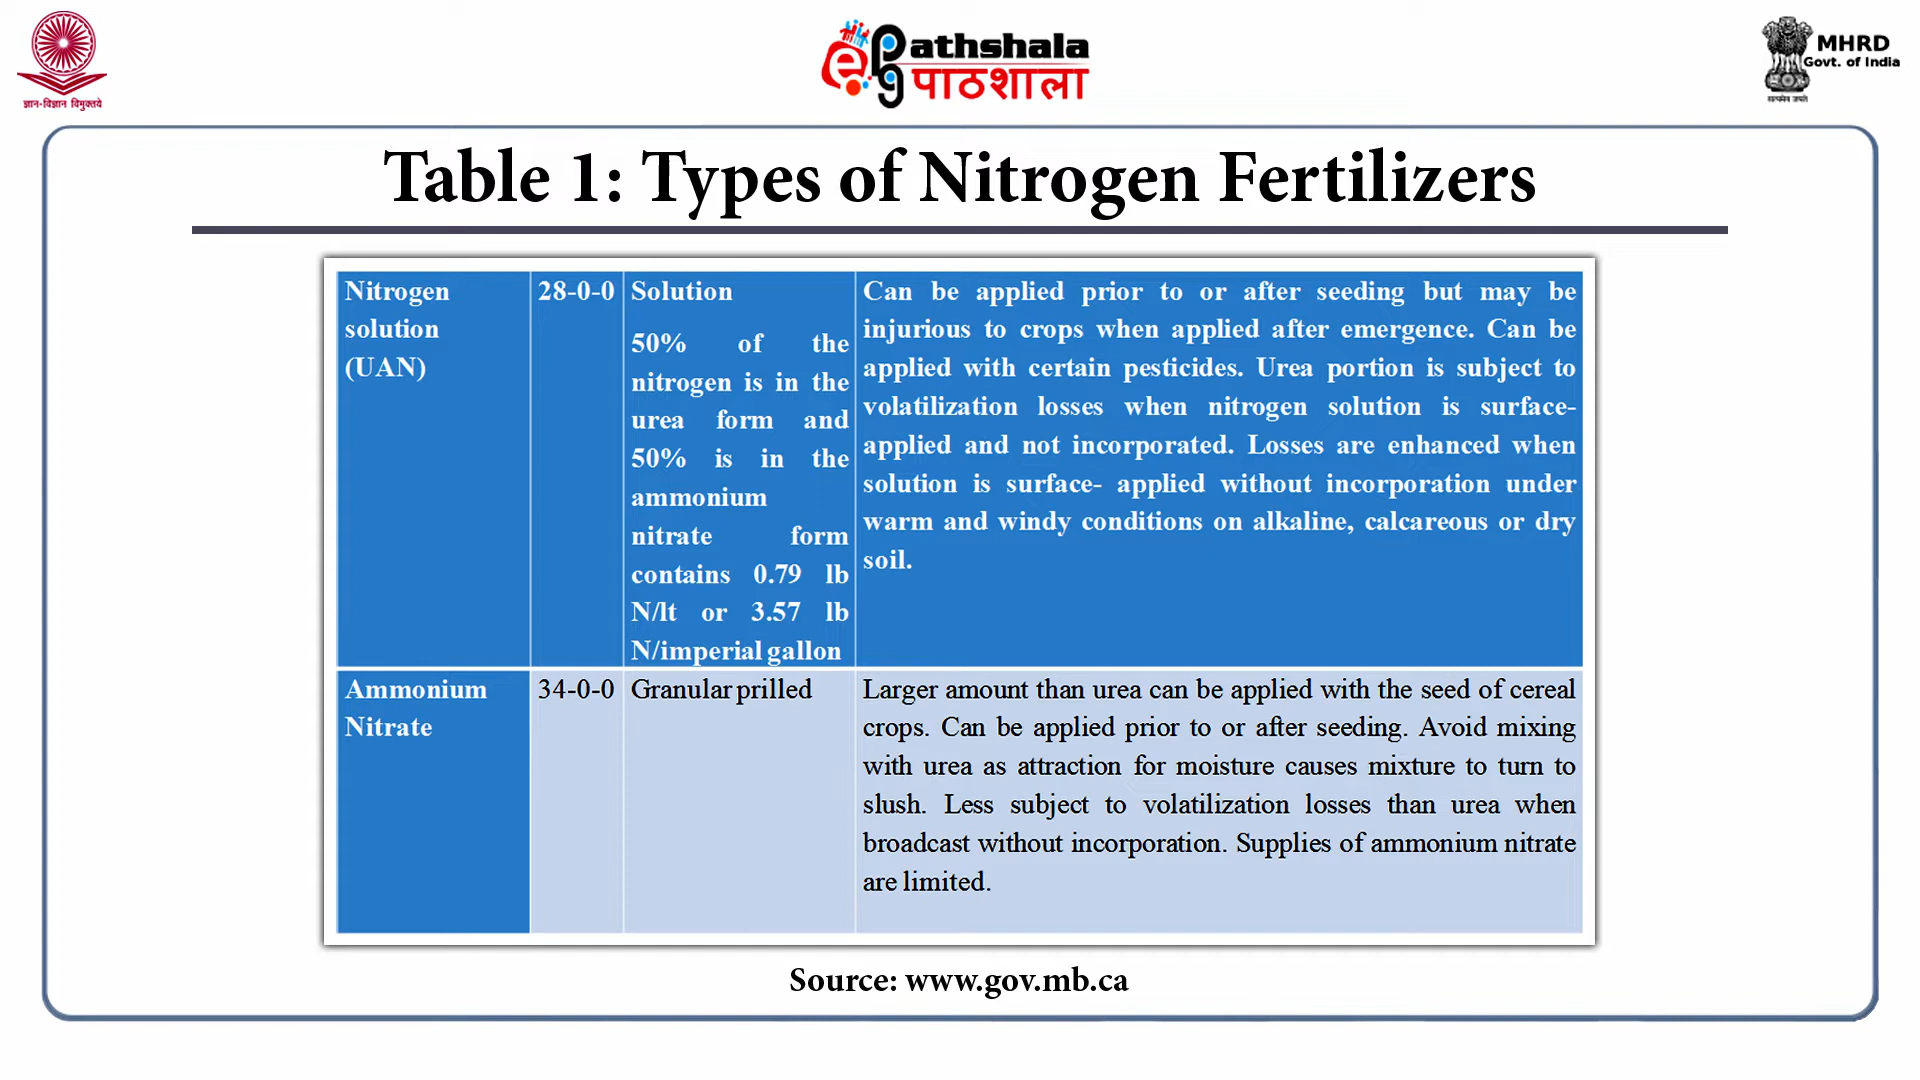 ज्ञान-विज्ञान विमुक्तये
ePathshala
पाठशाला
MHRD
Govt. of India
सत्यमेव जयते
Table 1: Types of Nitrogen Fertilizers
Nitrogen
solution
(UAN)
28-0-0
Solution
50% of the
nitrogen is in the
urea form and
50% is in the
ammonium
nitrate form
contains 0.79 lb
N/lt or 3.57 lb
N/imperial gallon
Can be applied prior to or after seeding but may be
injurious to crops when applied after emergence. Can be
applied with certain pesticides. Urea portion is subject to
volatilization losses when nitrogen solution is surface-
applied and not incorporated. Losses are enhanced when
solution is surface- applied without incorporation under
warm and windy conditions on alkaline, calcareous or dry
soil.
Ammonium
Nitrate
34-0-0
Granular prilled
Larger amount than urea can be applied with the seed of cereal
crops. Can be applied prior to or after seeding. Avoid mixing
with urea as attraction for moisture causes mixture to turn to
slush. Less subject to volatilization losses than urea when
broadcast without incorporation. Supplies of ammonium nitrate
are limited.
Source: www.gov.mb.ca